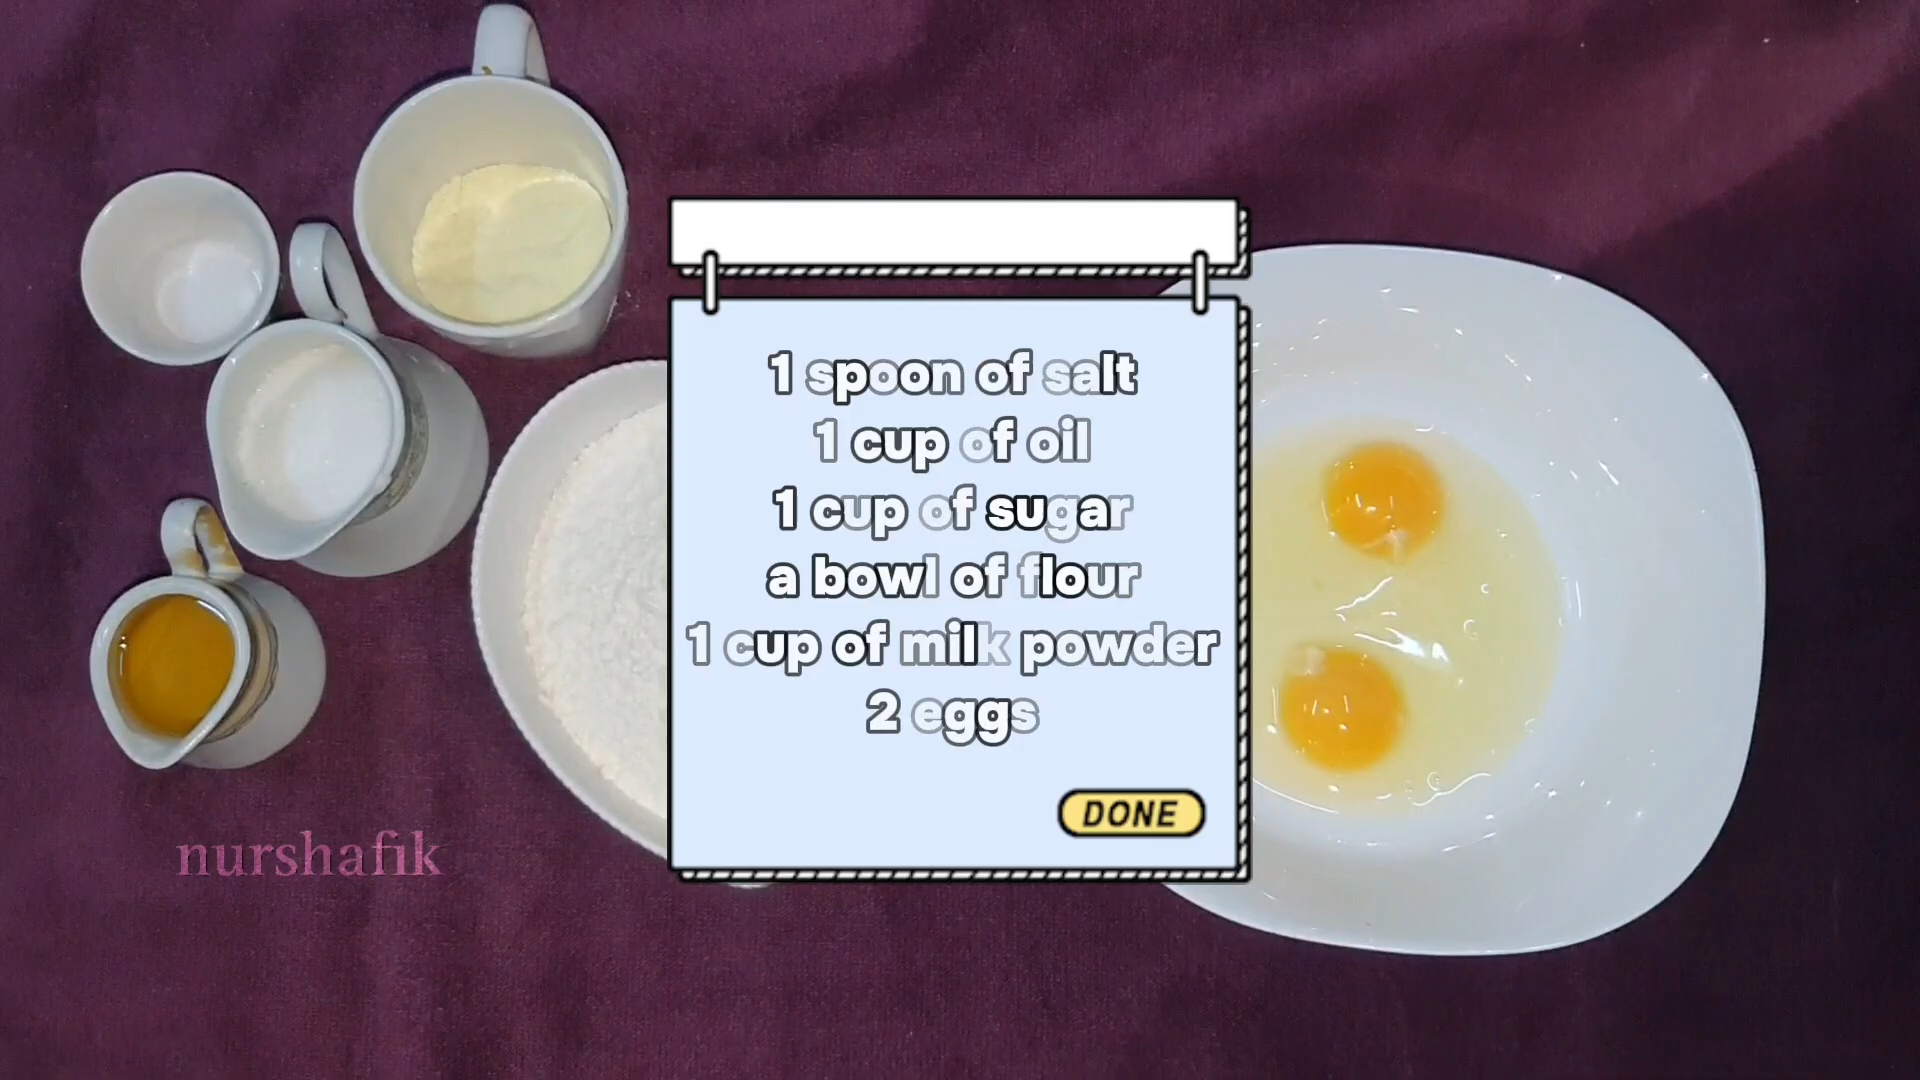 1 spoon of salt
1 cup of oil
1 cup of sugar
a bowl of flour
1 cup of milk powder
2 eggs
DONE
nurshafik